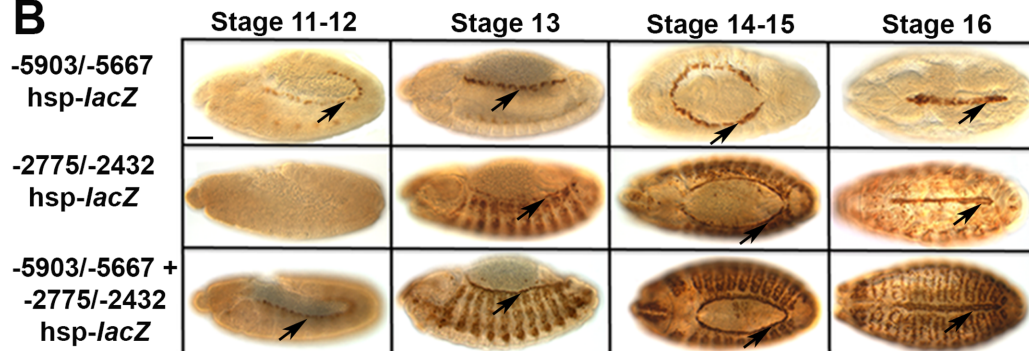 B
Stage 11-12
Stage 13
Stage 14-15
Stage 16
-5903/-5667
hsp-lacZ
-2775/-2432
hsp-lacZ
-5903/-5667 +
-2775/-2432
hsp-lacZ